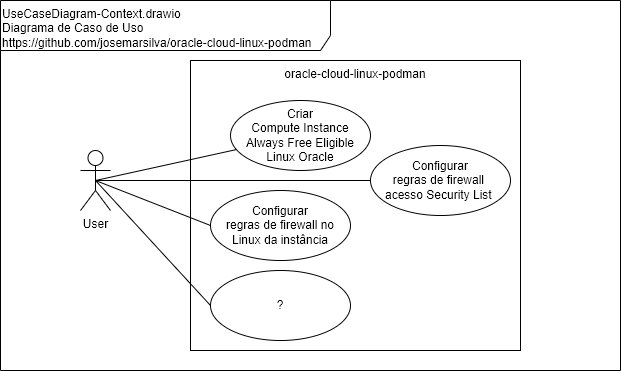 UseCaseDiagram-Context.drawio
Diagrama de Caso de Uso
https://github.com/josemarsilva/oracle-cloud-linux-podman
oracle-cloud-linux-podman
Criar
Compute Instance
Always Free Eligible
Linux Oracle
Configurar
regras de firewall
acesso Security List
User
Configurar
regras de firewall no
Linux da instância
?